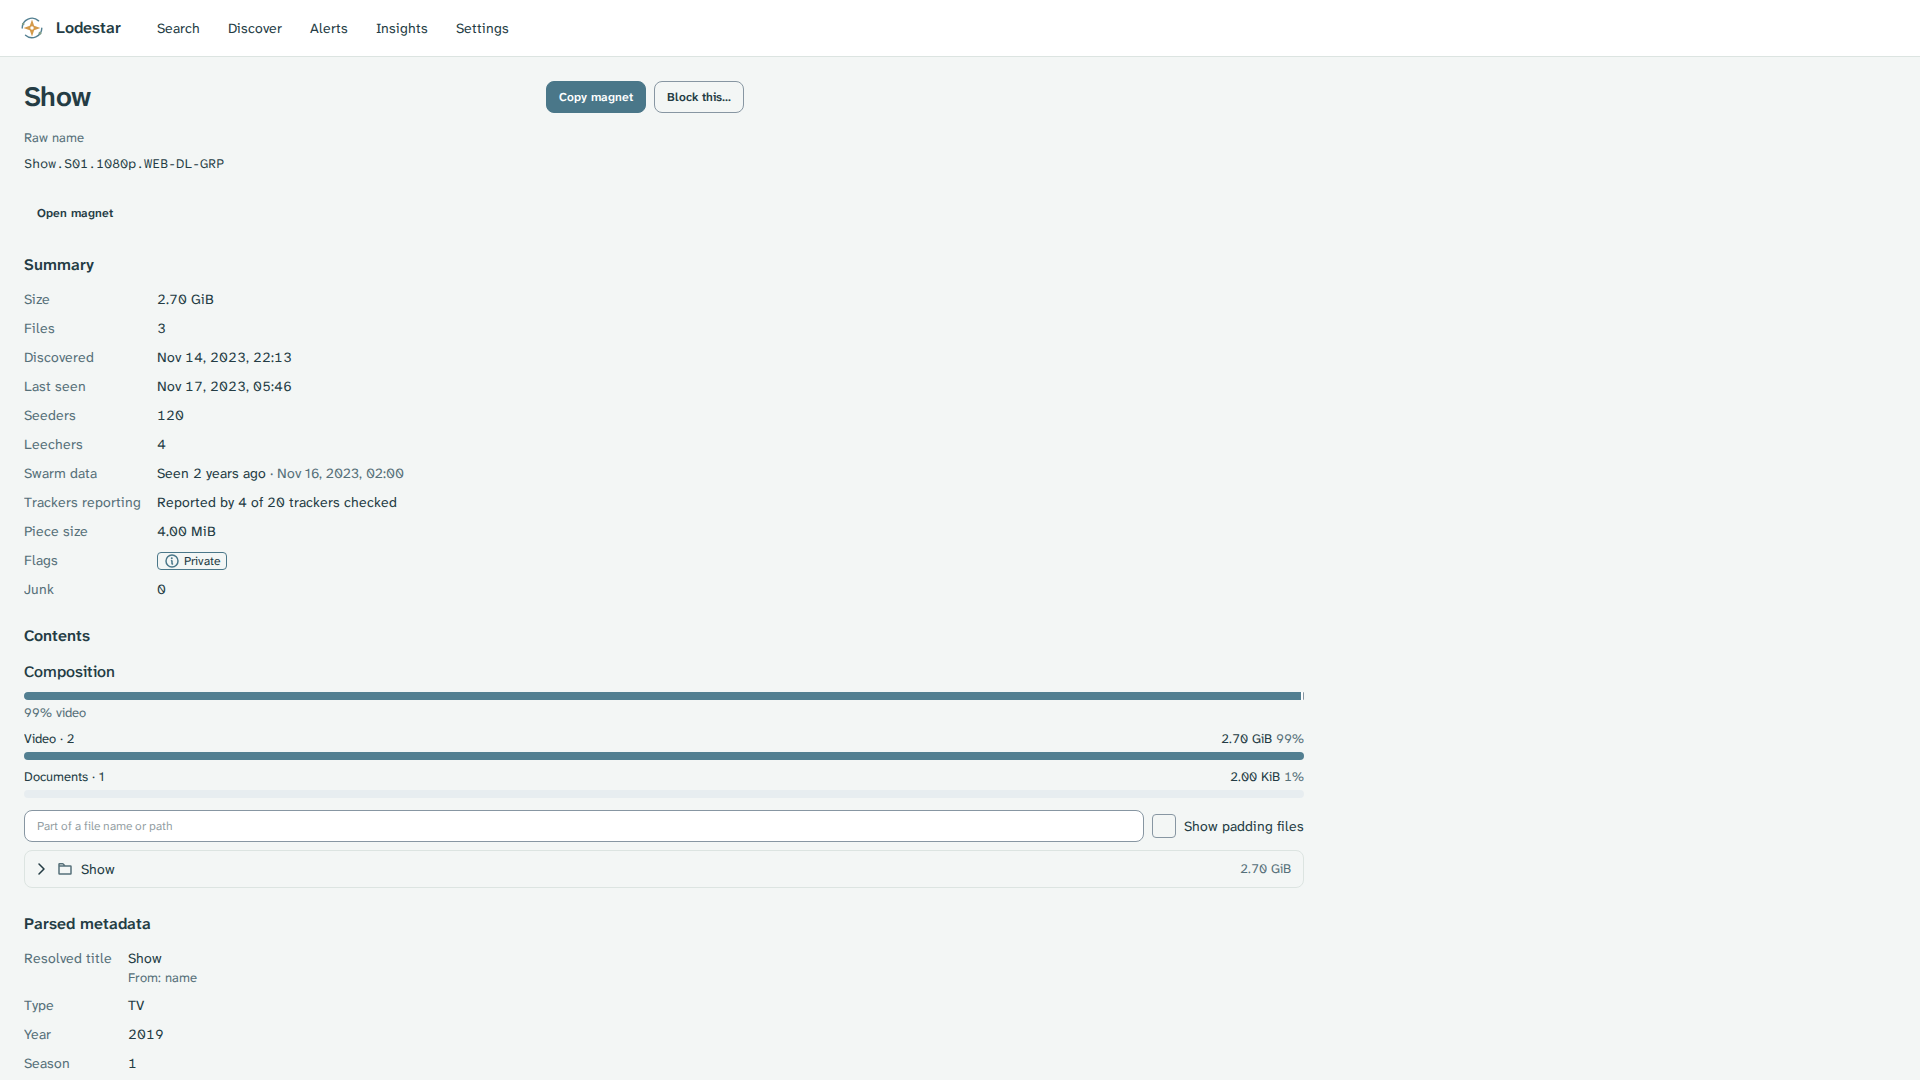 Lodestar Search Discover Alerts Insights Settings
Show Copy magnet Block this...
Raw name
Show.S01.1080p.WEB-DL-GRP
Open magnet
Summary
Size 2.70 GiB
Files 3
Discovered Nov 14, 2023, 22:13
Last seen Nov 17, 2023, 05:46
Seeders 120
Leechers 4
Swarm data Seen 2 years ago · Nov 16, 2023, 02:00
Trackers reporting Reported by 4 of 20 trackers checked
Piece size 4.00 MiB
Flags Private
Junk 0
Contents
Composition
99% video
Video · 2 2.70 GiB 99%
Documents · 1 2.00 KiB 1%
Part of a file name or path Show padding files
Show 2.70 GiB
Parsed metadata
Resolved title Show
From: name
Type TV
Year 2019
Season 1